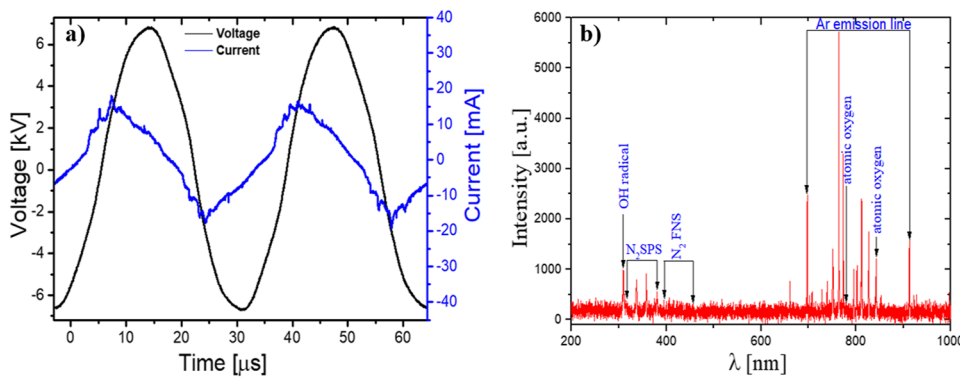 a)
Voltage
Current
Voltage [kV]
6
4
2
0
-2
-4
-6
Current [mA]
40
30
20
10
0
-10
-20
-30
-40
0
10
20
30
40
50
60
Time [μs]
b)
Ar emission line
OH radical
N2SPS
N2 FNS
atomic oxygen
atomic oxygen
Intensity [a.u.]
6000
5000
4000
3000
2000
1000
0
200
400
600
800
1000
λ [nm]